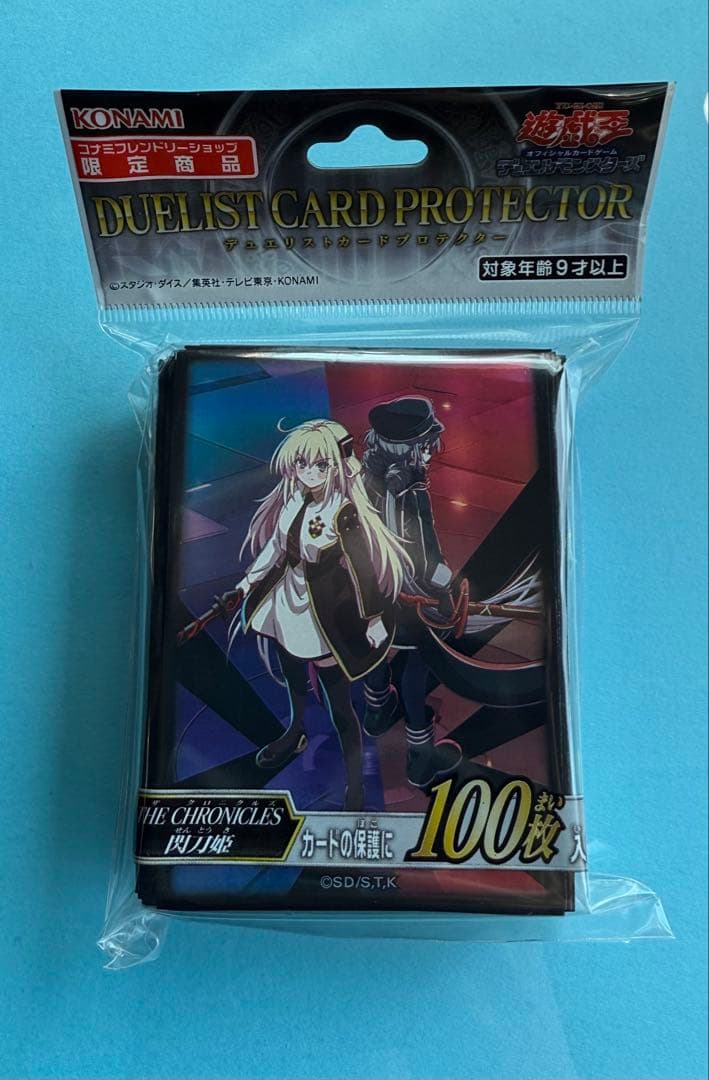 KONAMI
コナミフレンドリーショップ
限定商品
YU-GI-OH!
遊戯王
オフィシャルカードゲーム
デュエルモンスターズ
DUELIST CARD PROTECTOR
デュエリストカードプロテクター
©スタジオ・ダイス／集英社・テレビ東京・KONAMI
対象年齢9才以上
ザ クロニクルズ
THE CHRONICLES
せんとうき
閃刀姫
ほご
カードの保護に
まい
100枚入
©SD/S,T,K